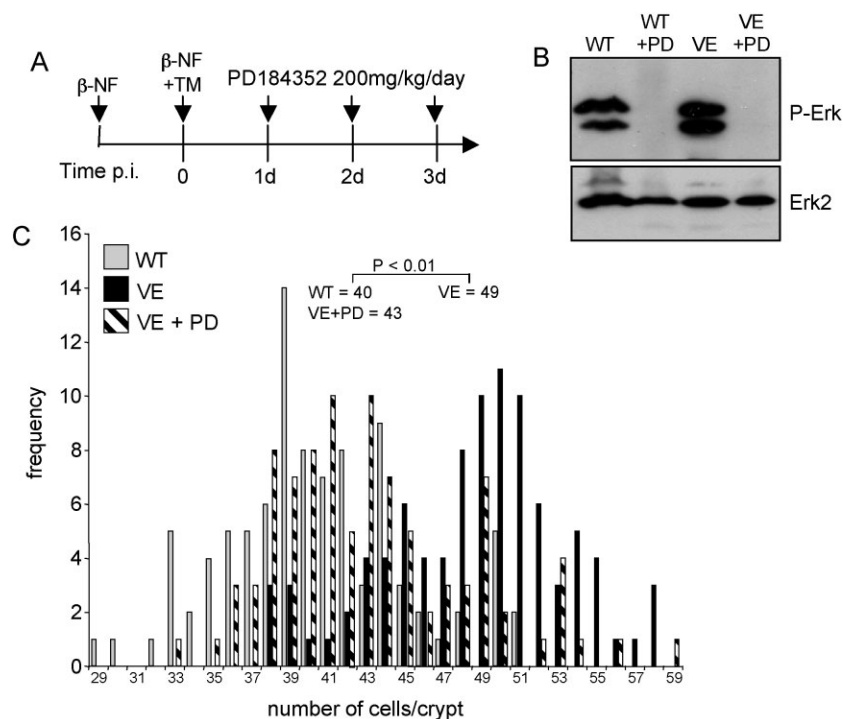 A
β-NF
β-NF
+TM
PD184352 200mg/kg/day
Time p.i.
0
1d
2d
3d
B
WT
WT
+PD
VE
VE
+PD
P-Erk
Erk2
C
WT
VE
VE + PD
P < 0.01
WT = 40
VE = 49
VE+PD = 43
frequency
16
14
12
10
8
6
4
2
0
29 31 33 35 37 39 41 43 45 47 49 51 53 55 57 59
number of cells/crypt